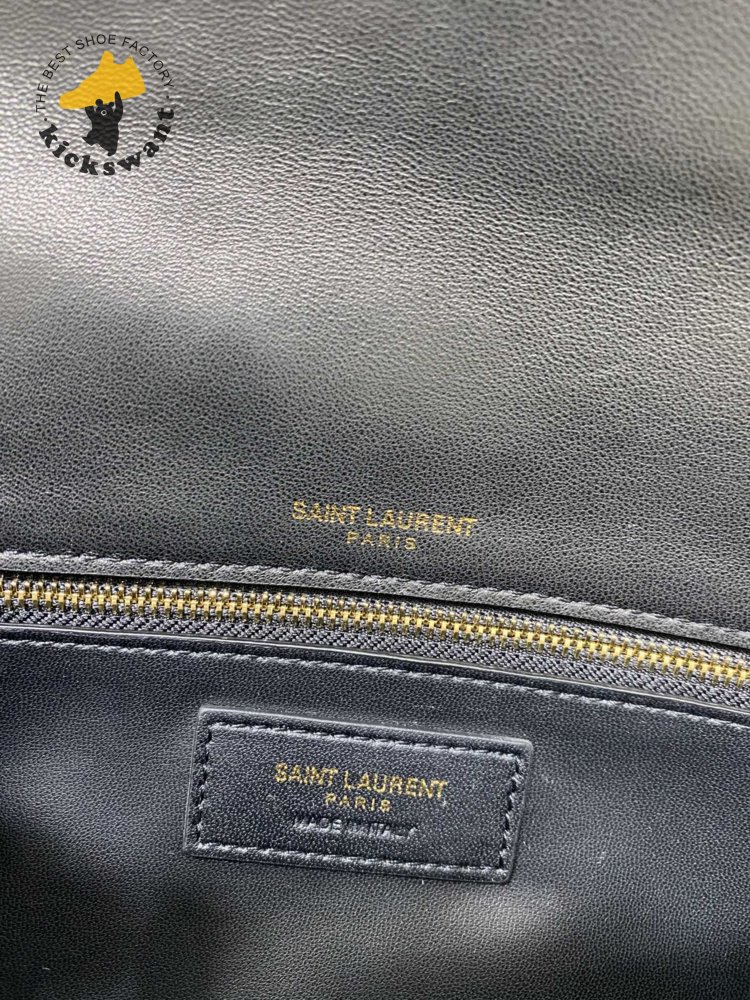 THE BEST SHOE FACTORY
kickswant
SAINT LAURENT
PARIS
SAINT LAURENT
PARIS
MADE IN ITALY